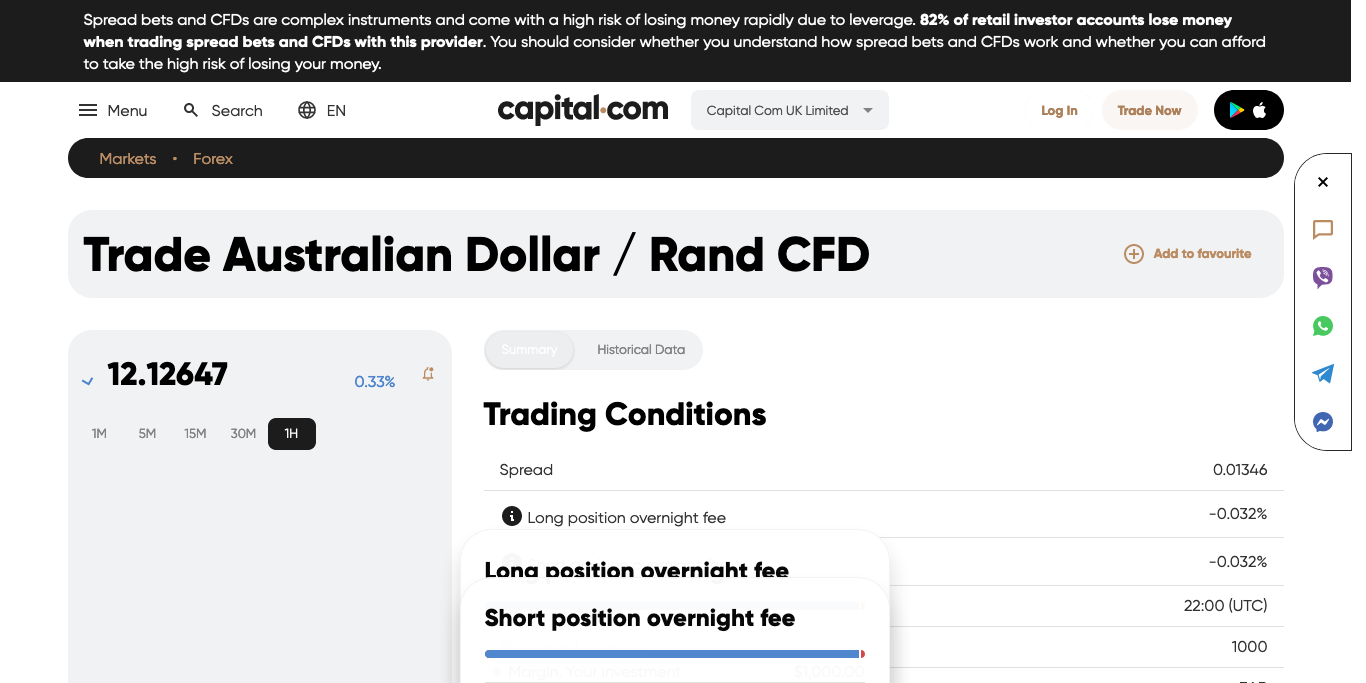 Spread bets and CFDs are complex instruments and come with a high risk of losing money rapidly due to leverage. 82% of retail investor accounts lose money
when trading spread bets and CFDs with this provider. You should consider whether you understand how spread bets and CFDs work and whether you can afford
to take the high risk of losing your money.
Menu Search EN capital.com Capital Com UK Limited Log In Trade Now
Markets • Forex
Trade Australian Dollar / Rand CFD
Add to favourite
12.12647 0.33%
1M 5M 15M 30M 1H
Summary Historical Data
Trading Conditions
Spread 0.01346
Long position overnight fee -0.032%
-0.032%
22:00 (UTC)
1000
Long position overnight fee
Short position overnight fee
Margin. Your investment $1,000.00